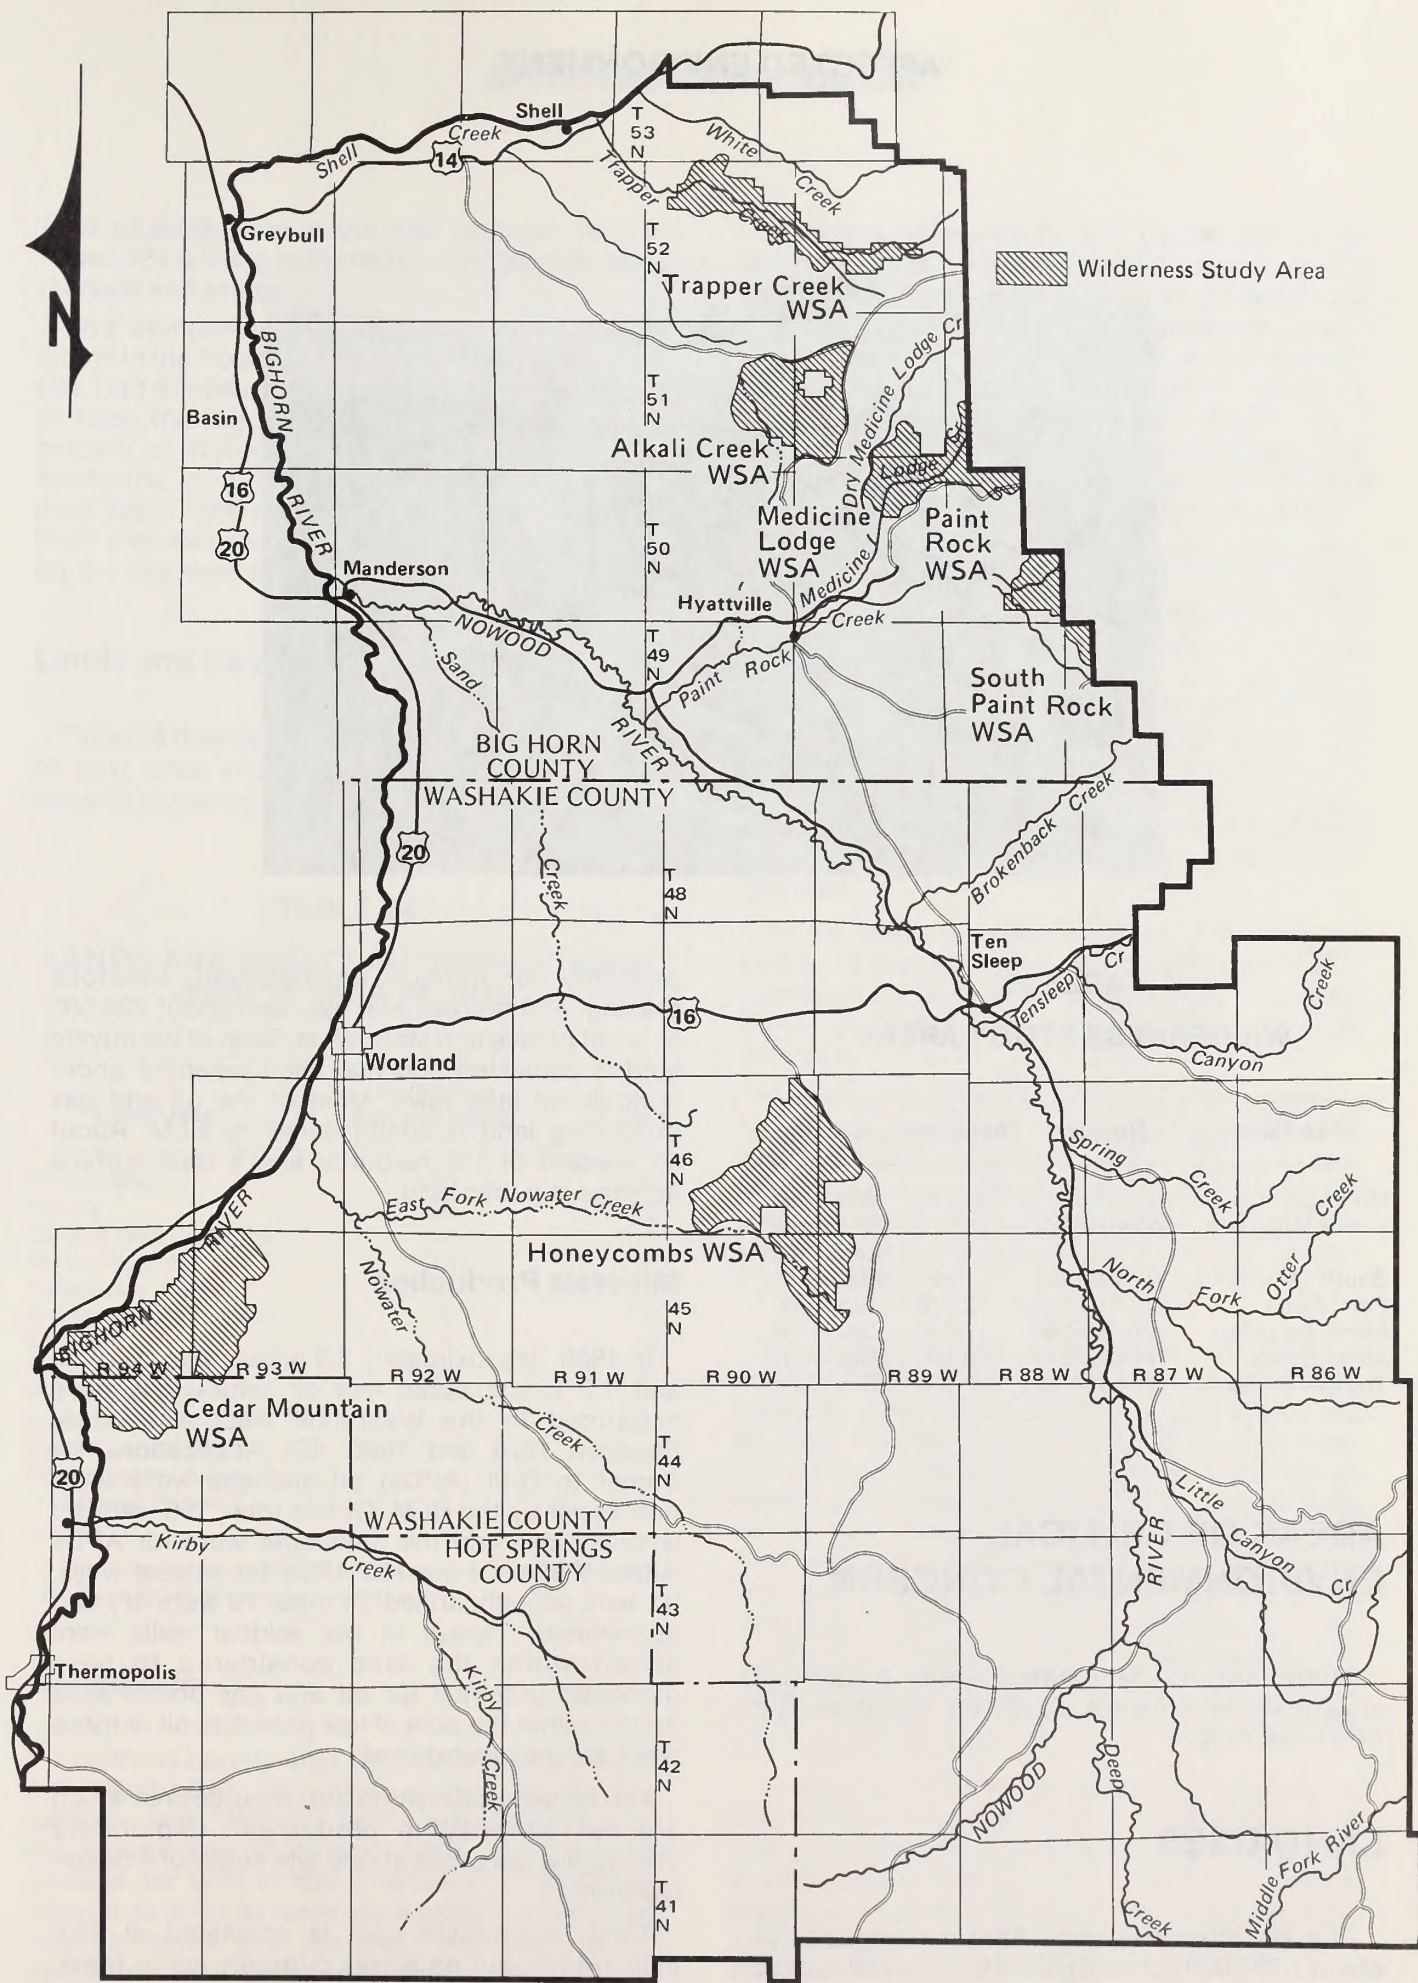 Shell
Creek
Shell
14
T
53
N
White
Creek
Trapper
Creek
Greybull
T
52
N
Trapper Creek
WSA
Wilderness Study Area
N
BIGHORN
RIVER
Basin
T
51
N
Dry Medicine Lodge Cr
Alkali Creek
WSA
16
20
Lodge
Cr
Medicine
Lodge
WSA
Paint
Rock
WSA
T
50
N
Medicine
Manderson
Hyattville
Creek
NOWOOD
RIVER
Sand
Creek
T
49
N
Paint Rock
South
Paint Rock
WSA
BIG HORN
COUNTY
WASHAKIE COUNTY
20
T
48
N
Brokenback Creek
Ten
Sleep
Tensleep
Cr
Canyon
Creek
16
Worland
T
46
N
Spring
Creek
East Fork Nowater Creek
Honeycombs WSA
Otter
Creek
North
Fork
BIGHORN
RIVER
Nowater
Creek
T
45
N
R 94 W
R 93 W
R 92 W
R 91 W
R 90 W
R 89 W
R 88 W
R 87 W
R 86 W
Cedar Mountain
WSA
T
44
N
20
Little
Canyon
Cr
WASHAKIE COUNTY
HOT SPRINGS
COUNTY
Kirby
Creek
T
43
N
RIVER
NOWOOD
Thermopolis
Kirby
Creek
T
42
N
Deep
Creek
Middle Fork River
T
41
N